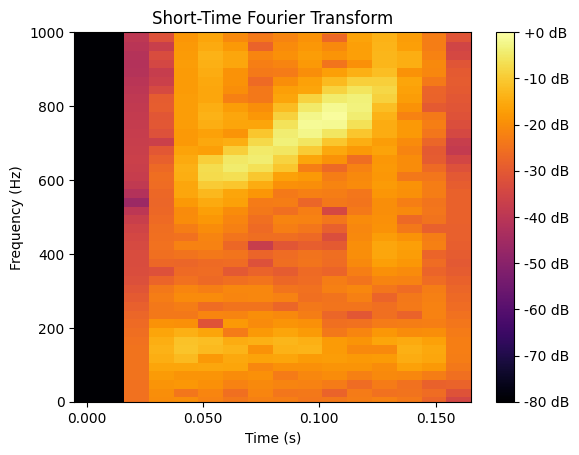 Short-Time Fourier Transform
1000
800
600
400
200
0
Frequency (Hz)
0.000
0.050
0.100
0.150
Time (s)
+0 dB
-10 dB
-20 dB
-30 dB
-40 dB
-50 dB
-60 dB
-70 dB
-80 dB